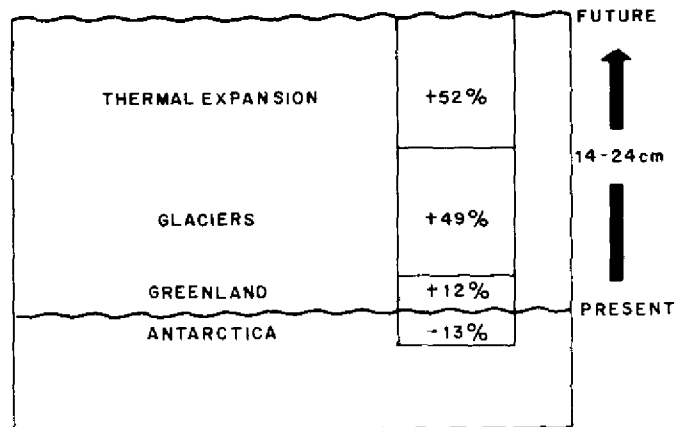 FUTURE
THERMAL EXPANSION +52%
14-24cm
GLACIERS +49%
GREENLAND +12%
PRESENT
ANTARCTICA -13%